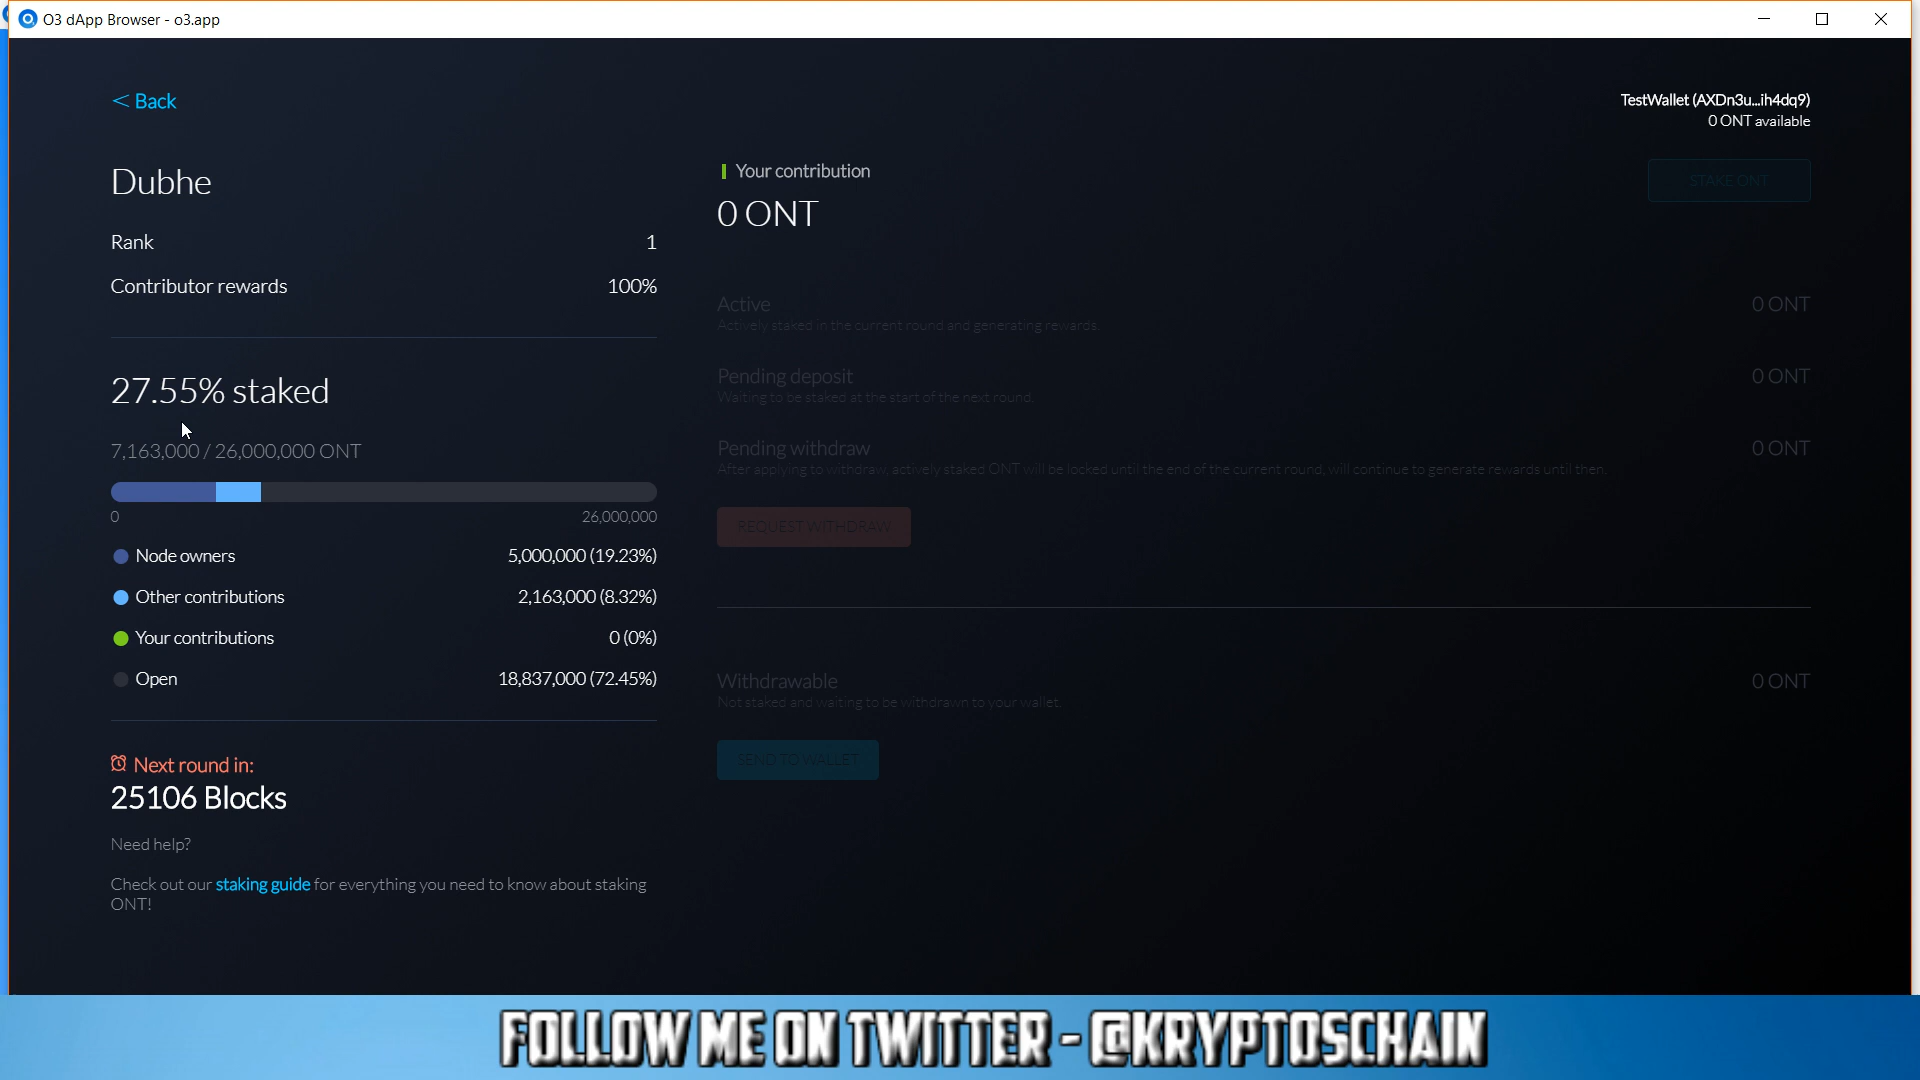 O3 dApp Browser - o3.app
< Back
TestWallet (AXDn3u...ih4dq9)
0 ONT available
Dubhe
Your contribution
STAKE ONT
0 ONT
Rank 1
Contributor rewards 100%
Active 0 ONT
Actively staked in the current round and generating rewards.
27.55% staked
Pending deposit 0 ONT
Waiting to be staked at the start of the next round.
7,163,000 / 26,000,000 ONT
Pending withdraw 0 ONT
After applying to withdraw, actively staked ONT will be locked until the end of the current round, will continue to generate rewards until then.
0 26,000,000
REQUEST WITHDRAW
Node owners 5,000,000 (19.23%)
Other contributions 2,163,000 (8.32%)
Your contributions 0 (0%)
Open 18,837,000 (72.45%)
Withdrawable 0 ONT
Not staked and waiting to be withdrawn to your wallet.
SEND TO WALLET
Next round in:
25106 Blocks
Need help?
Check out our staking guide for everything you need to know about staking
ONT!
FOLLOW ME ON TWITTER - @KRYPTOSCHAIN